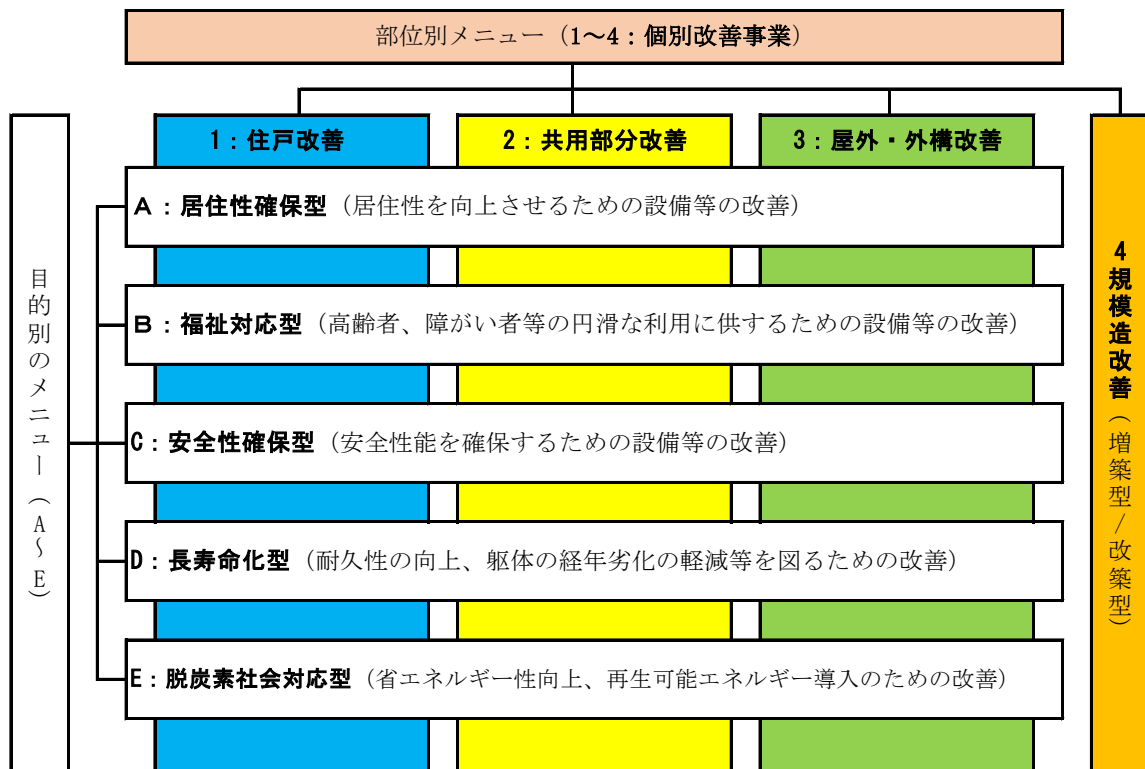 部位別メニュー（1～4：個別改善事業）
1：住戸改善
2：共用部分改善
3：屋外・外構改善
4規模造改善（増築型/改築型）
目的別のメニュー（A～E）
A：居住性確保型（居住性を向上させるための設備等の改善）
B：福祉対応型（高齢者、障がい者等の円滑な利用に供するための設備等の改善）
C：安全性確保型（安全性能を確保するための設備等の改善）
D：長寿命化型（耐久性の向上、躯体の経年劣化の軽減等を図るための改善）
E：脱炭素社会対応型（省エネルギー性向上、再生可能エネルギー導入のための改善）